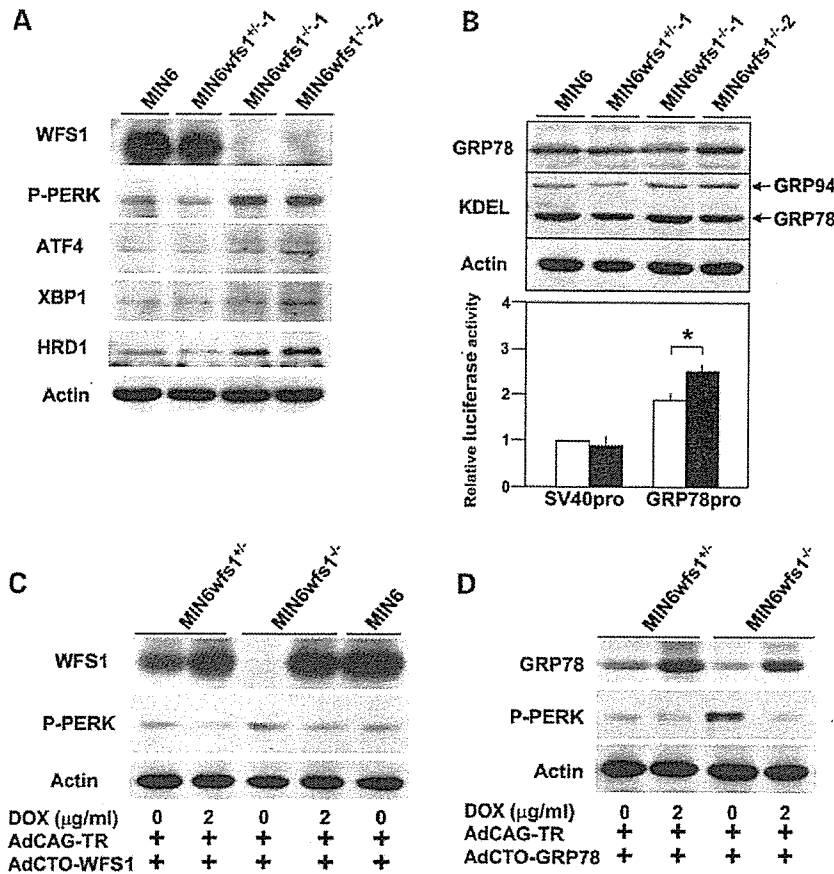 A
MIN6
MIN6wfs1+/--1
MIN6wfs1-/--1
MIN6wfs1-/--2
WFS1
P-PERK
ATF4
XBP1
HRD1
Actin
B
MIN6
MIN6wfs1+/--1
MIN6wfs1-/--1
MIN6wfs1-/--2
GRP78
KDEL
←GRP94
←GRP78
Actin
Relative luciferase activity
4
3
2
1
0
*
SV40pro GRP78pro
C
MIN6wfs1+/-
MIN6wfs1-/-
MIN6
WFS1
P-PERK
Actin
DOX (μg/ml) 0 2 0 2 0
AdCAG-TR + + + + +
AdCTO-WFS1 + + + + +
D
MIN6wfs1+/-
MIN6wfs1-/-
GRP78
P-PERK
Actin
DOX (μg/ml) 0 2 0 2
AdCAG-TR + + + +
AdCTO-GRP78 + + + +